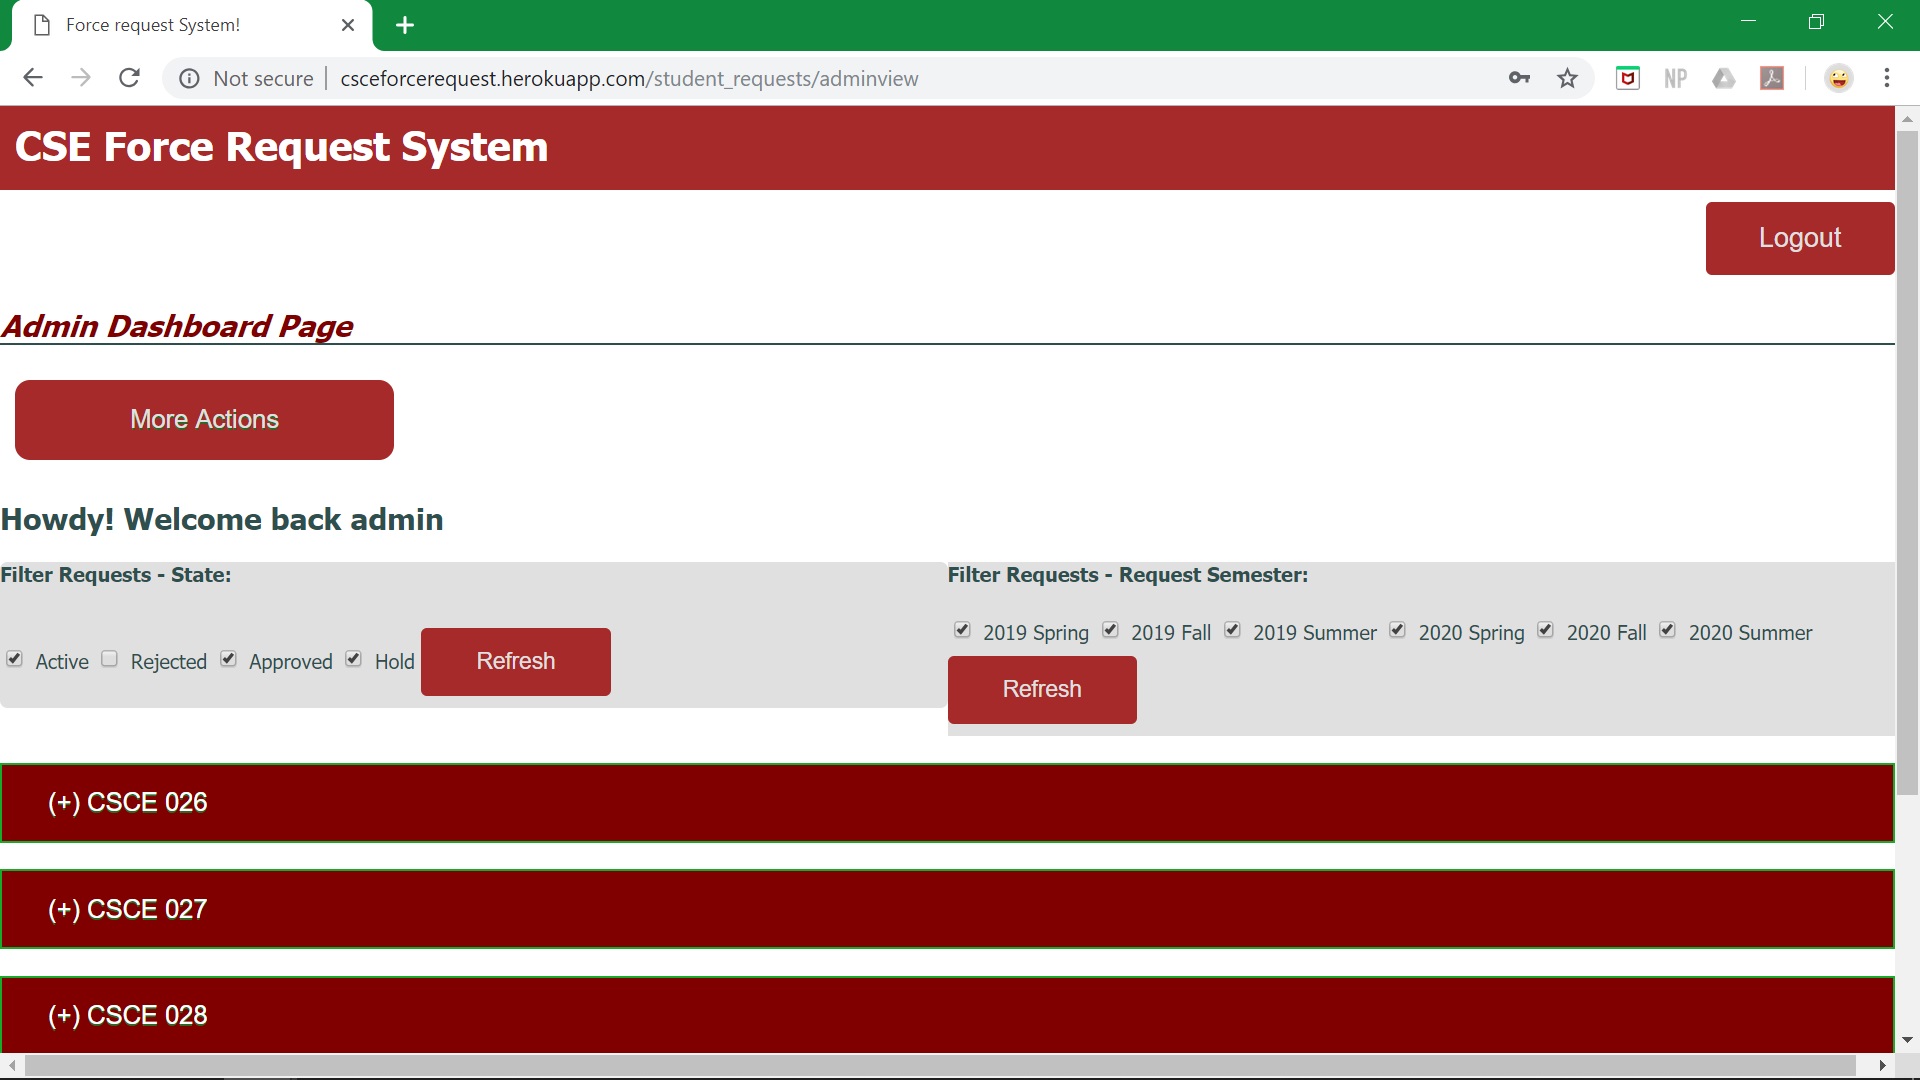 Force request System!
Not secure csceforcerequest.herokuapp.com/student_requests/adminview
NP
CSE Force Request System
Logout
Admin Dashboard Page
More Actions
Howdy! Welcome back admin
Filter Requests - State:
Active Rejected Approved Hold Refresh
Filter Requests - Request Semester:
2019 Spring 2019 Fall 2019 Summer 2020 Spring 2020 Fall 2020 Summer
Refresh
(+) CSCE 026
(+) CSCE 027
(+) CSCE 028